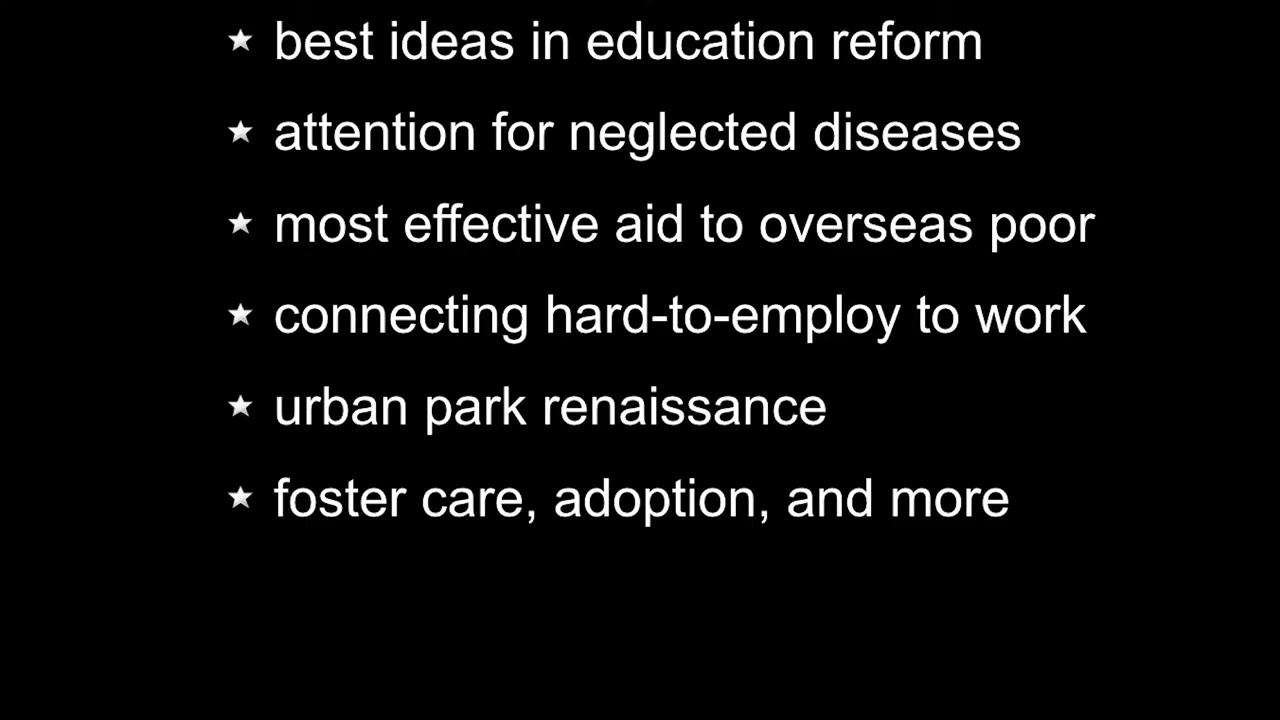 ★ best ideas in education reform
★ attention for neglected diseases
★ most effective aid to overseas poor
★ connecting hard-to-employ to work
★ urban park renaissance
★ foster care, adoption, and more